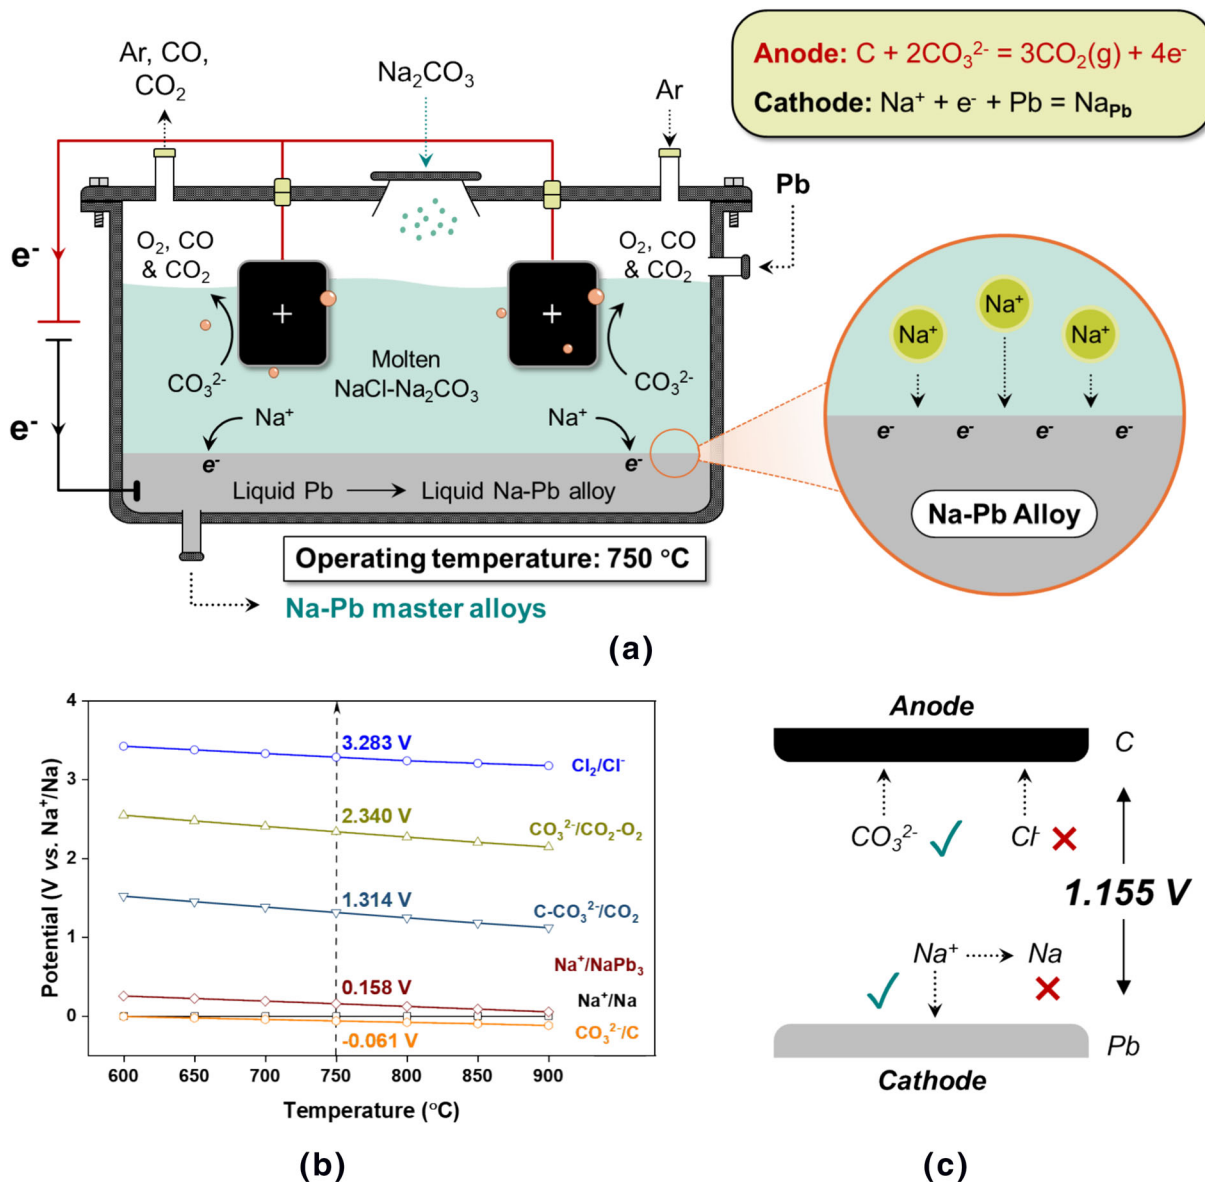 Ar, CO,
CO₂
Na₂CO₃
Ar
Anode: C + 2CO₃²⁻ = 3CO₂(g) + 4e⁻
Cathode: Na⁺ + e⁻ + Pb = Na_Pb
Pb
e⁻
e⁻
O₂, CO
& CO₂
O₂, CO
& CO₂
+
+
CO₃²⁻
Molten
NaCl-Na₂CO₃
CO₃²⁻
Na⁺
Na⁺
e⁻
e⁻
Liquid Pb
Liquid Na-Pb alloy
Na⁺
Na⁺
Na⁺
e⁻ e⁻ e⁻ e⁻
Na-Pb Alloy
Operating temperature: 750 °C
Na-Pb master alloys
(a)
Potential (V vs. Na⁺/Na)
4
3
2
1
0
3.283 V
Cl₂/Cl⁻
2.340 V
CO₃²⁻/CO₂-O₂
1.314 V
C-CO₃²⁻/CO₂
Na⁺/NaPb₃
0.158 V
Na⁺/Na
CO₃²⁻/C
-0.061 V
600 650 700 750 800 850 900
Temperature (°C)
(b)
Anode
C
CO₃²⁻
Cl⁻
1.155 V
Na⁺
Na
Pb
Cathode
(c)